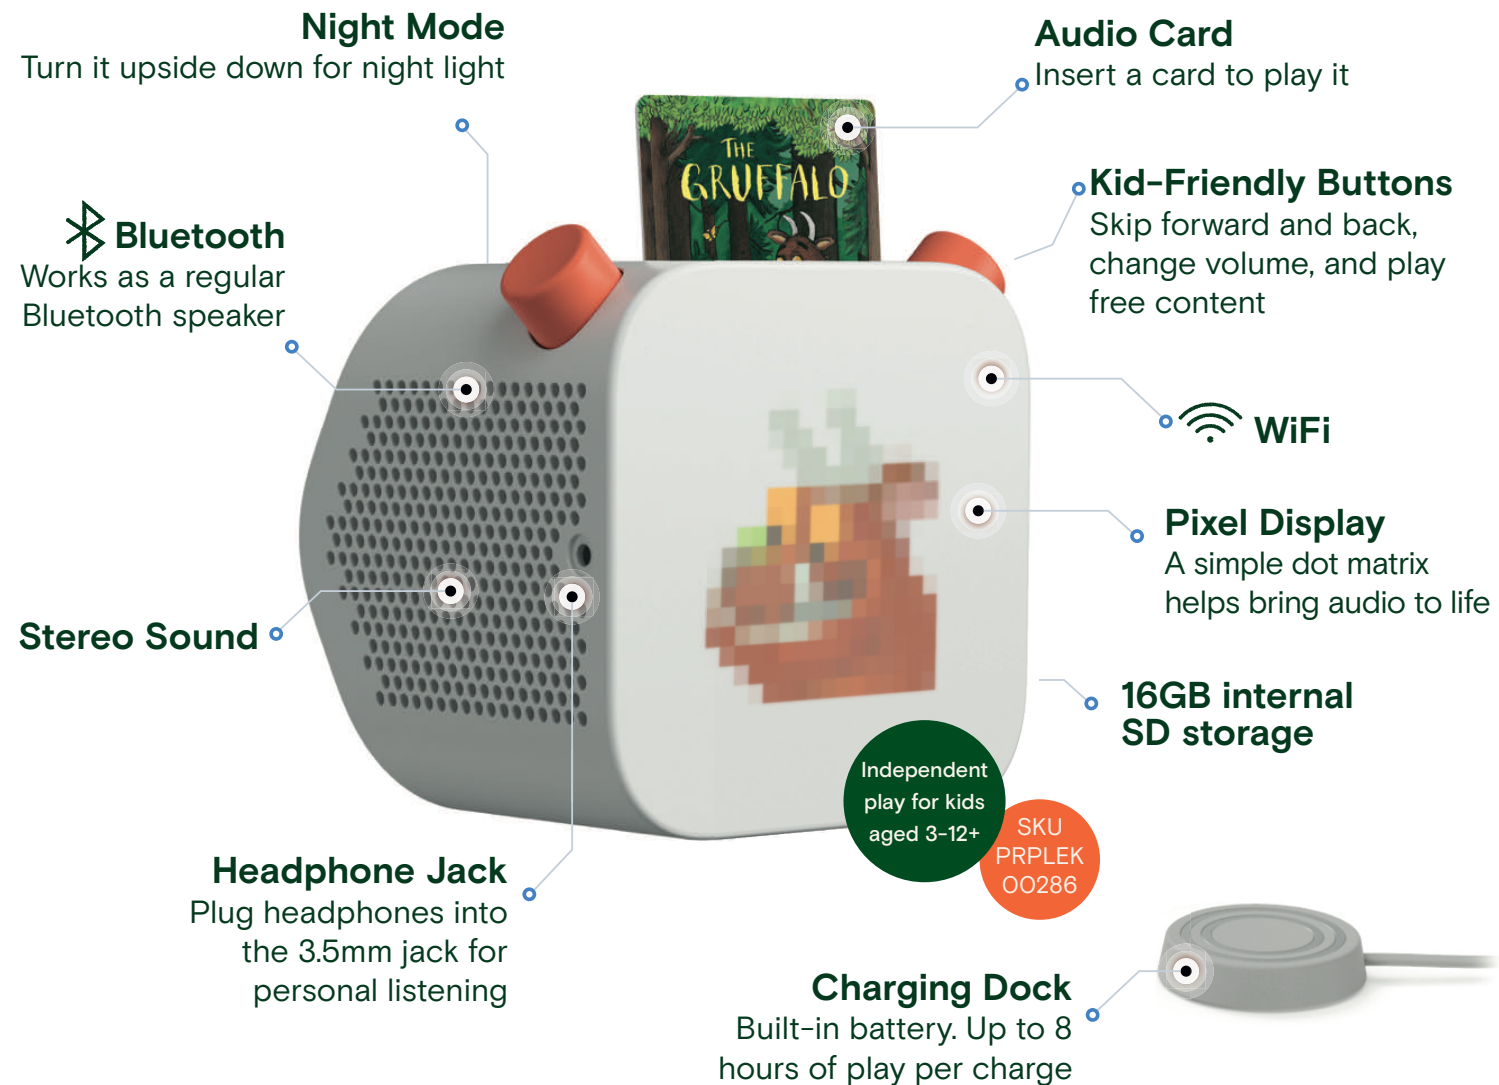 Night Mode
Turn it upside down for night light
Audio Card
Insert a card to play it
THE
GRUFFALO
Kid-Friendly Buttons
Skip forward and back,
change volume, and play
free content
Bluetooth
Works as a regular
Bluetooth speaker
WiFi
Pixel Display
A simple dot matrix
helps bring audio to life
Stereo Sound
16GB internal
SD storage
Independent
play for kids
aged 3-12+
SKU
PRPLEK
00286
Headphone Jack
Plug headphones into
the 3.5mm jack for
personal listening
Charging Dock
Built-in battery. Up to 8
hours of play per charge